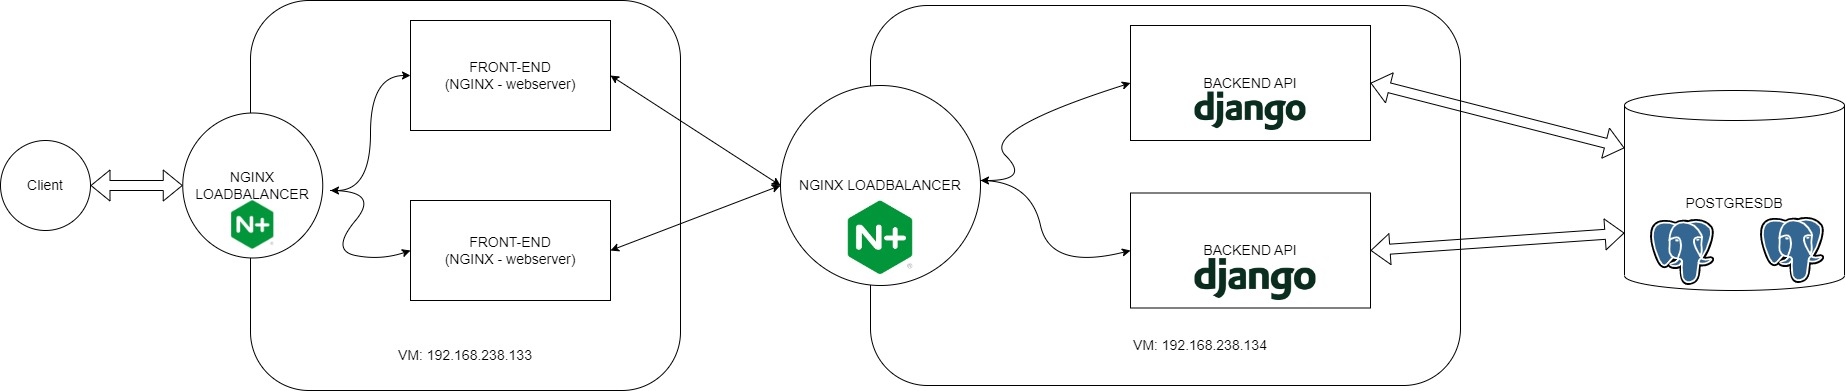 Client
NGINX
LOADBALANCER
N+
FRONT-END
(NGINX - webserver)
FRONT-END
(NGINX - webserver)
VM: 192.168.238.133
NGINX LOADBALANCER
N+
BACKEND API
django
BACKEND API
django
VM: 192.168.238.134
POSTGRESDB